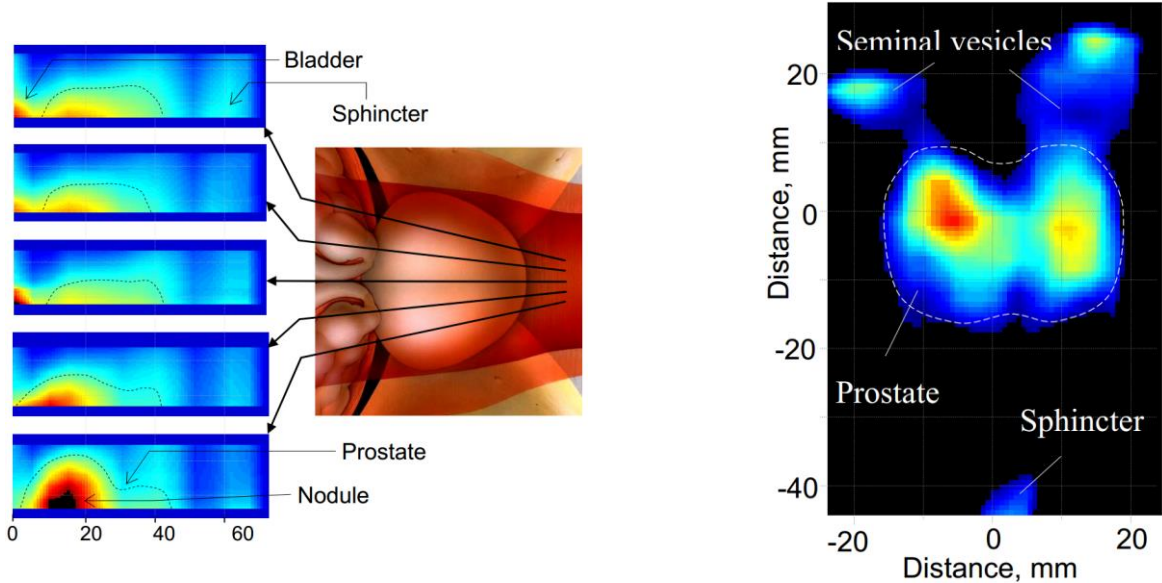 Bladder
Sphincter
Prostate
Nodule
0 20 40 60
Seminal vesicles
20
0
-20
-40
Distance, mm
Prostate
Sphincter
-20 0 20
Distance, mm